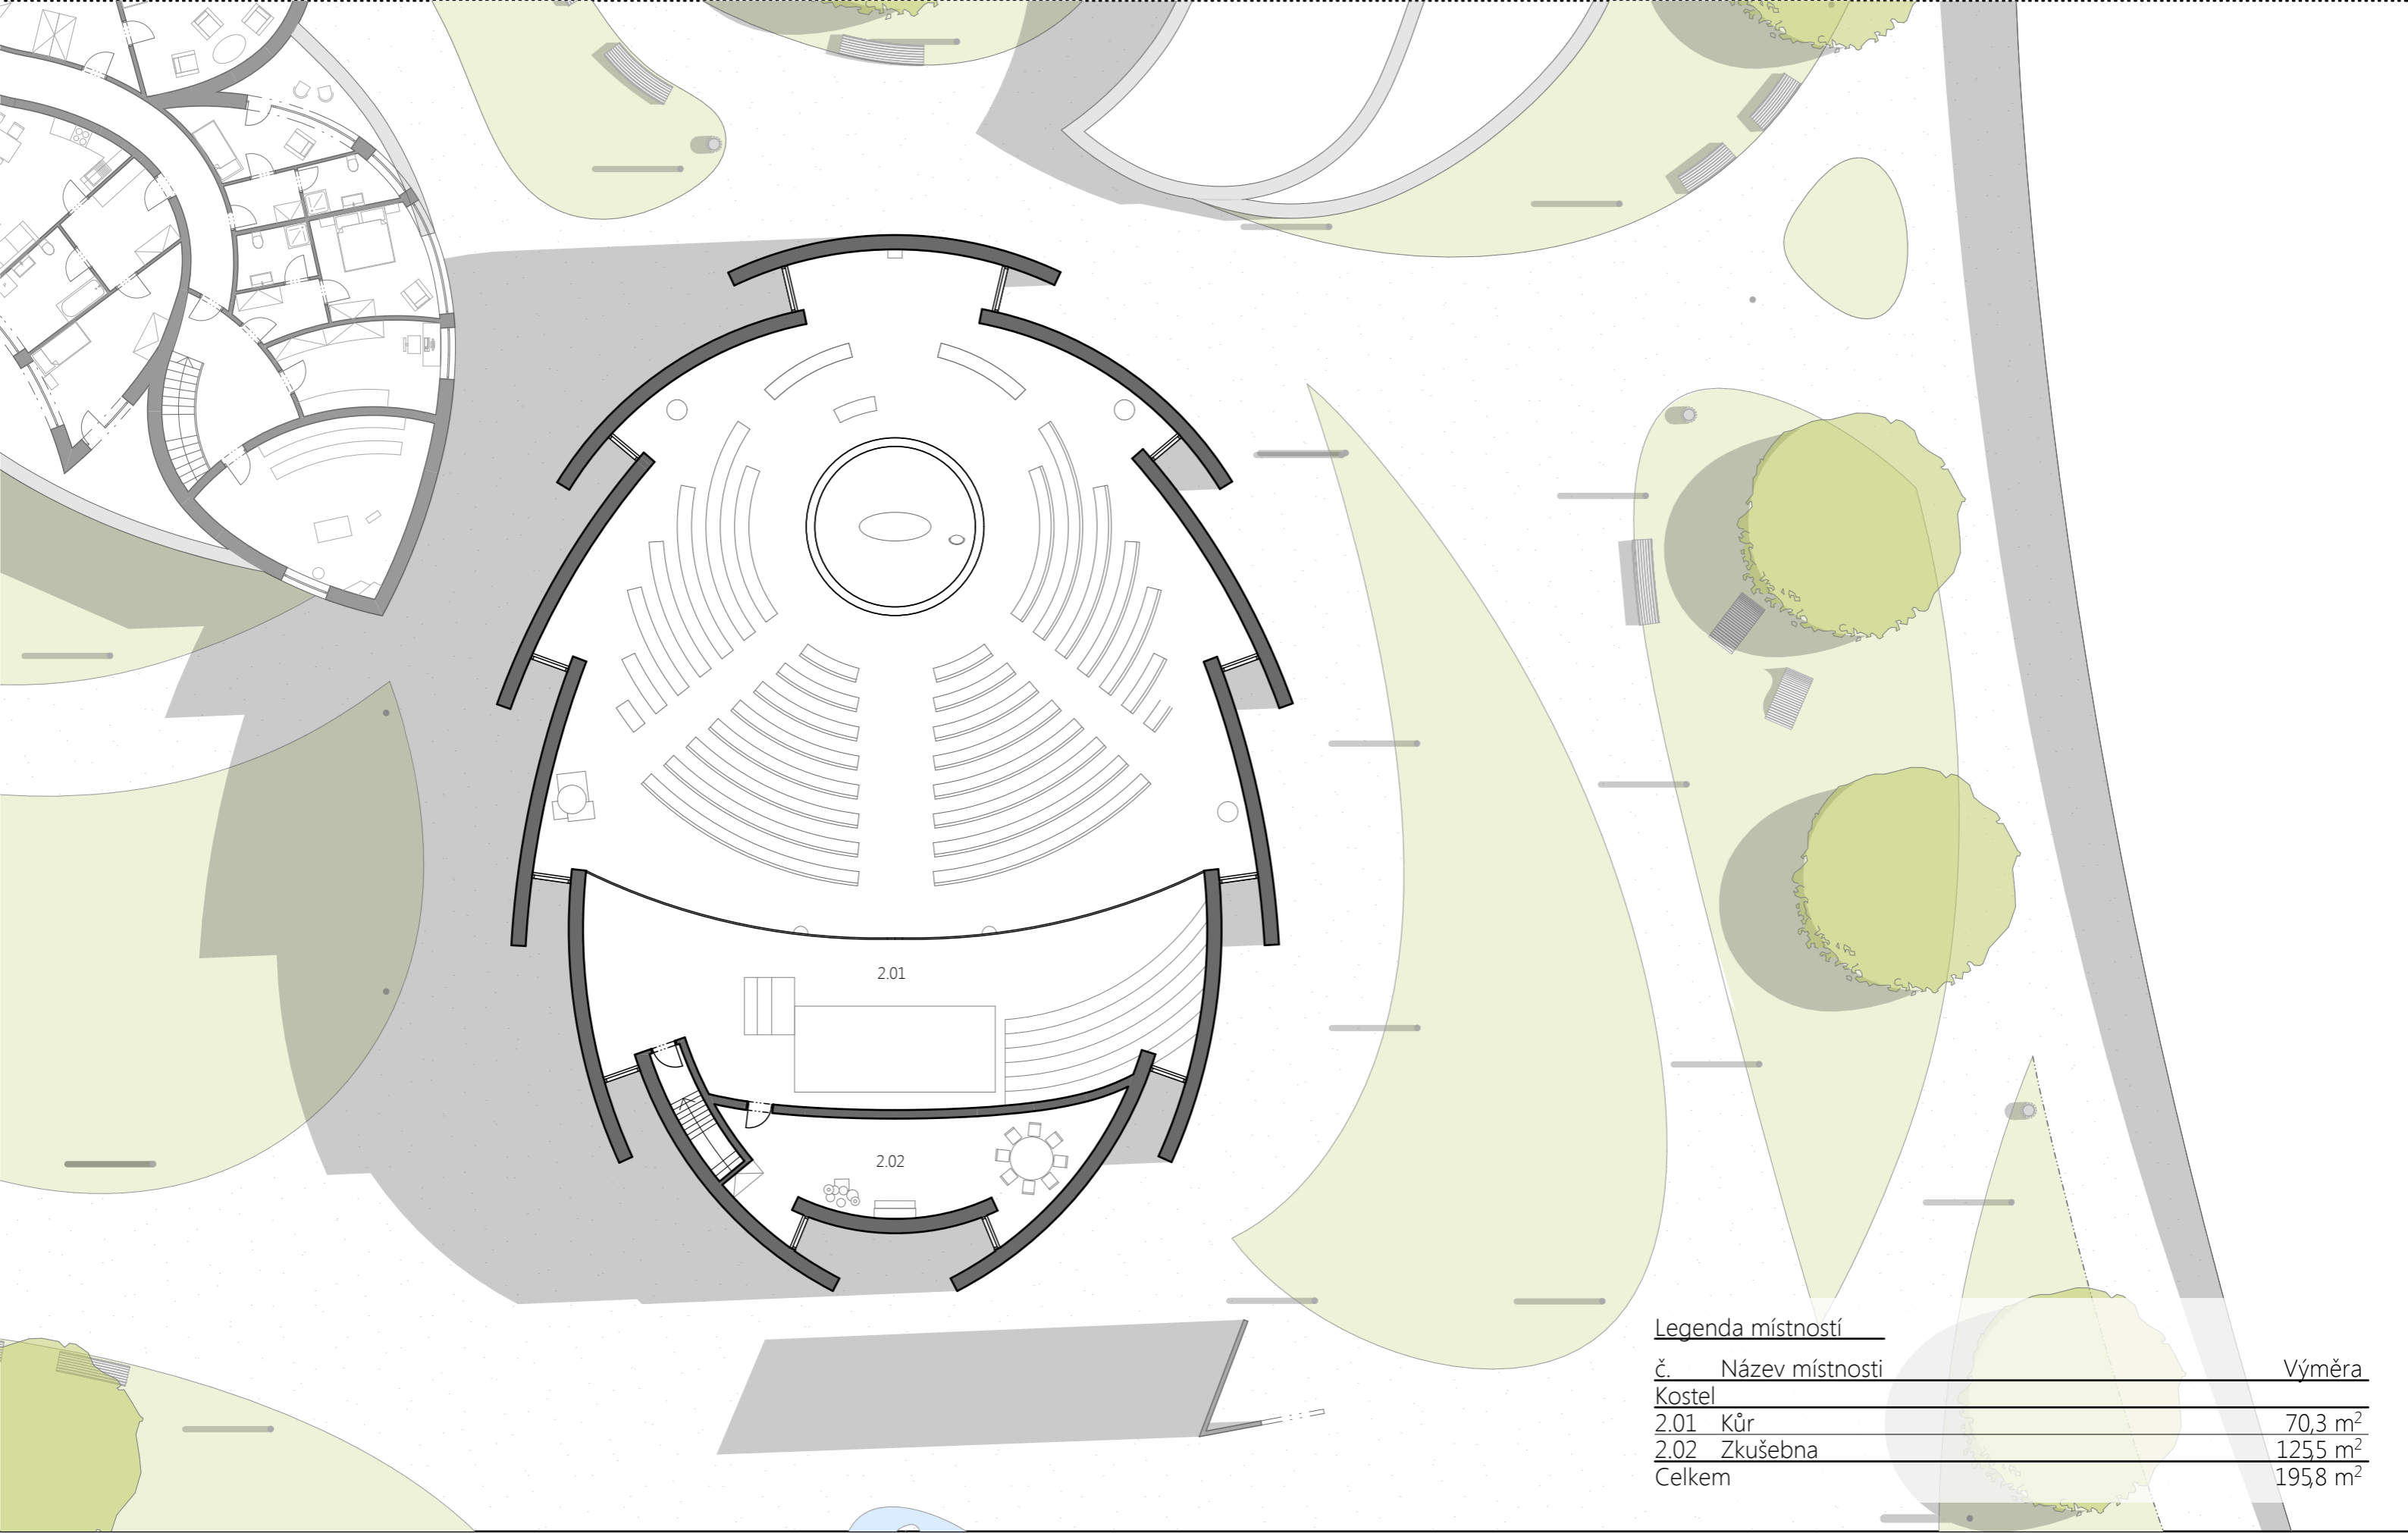 2.01
2.02
Legenda místností
č. Název místnosti Výměra
Kostel
2.01 Kůr 70,3 m²
2.02 Zkušebna 125,5 m²
Celkem 195,8 m²